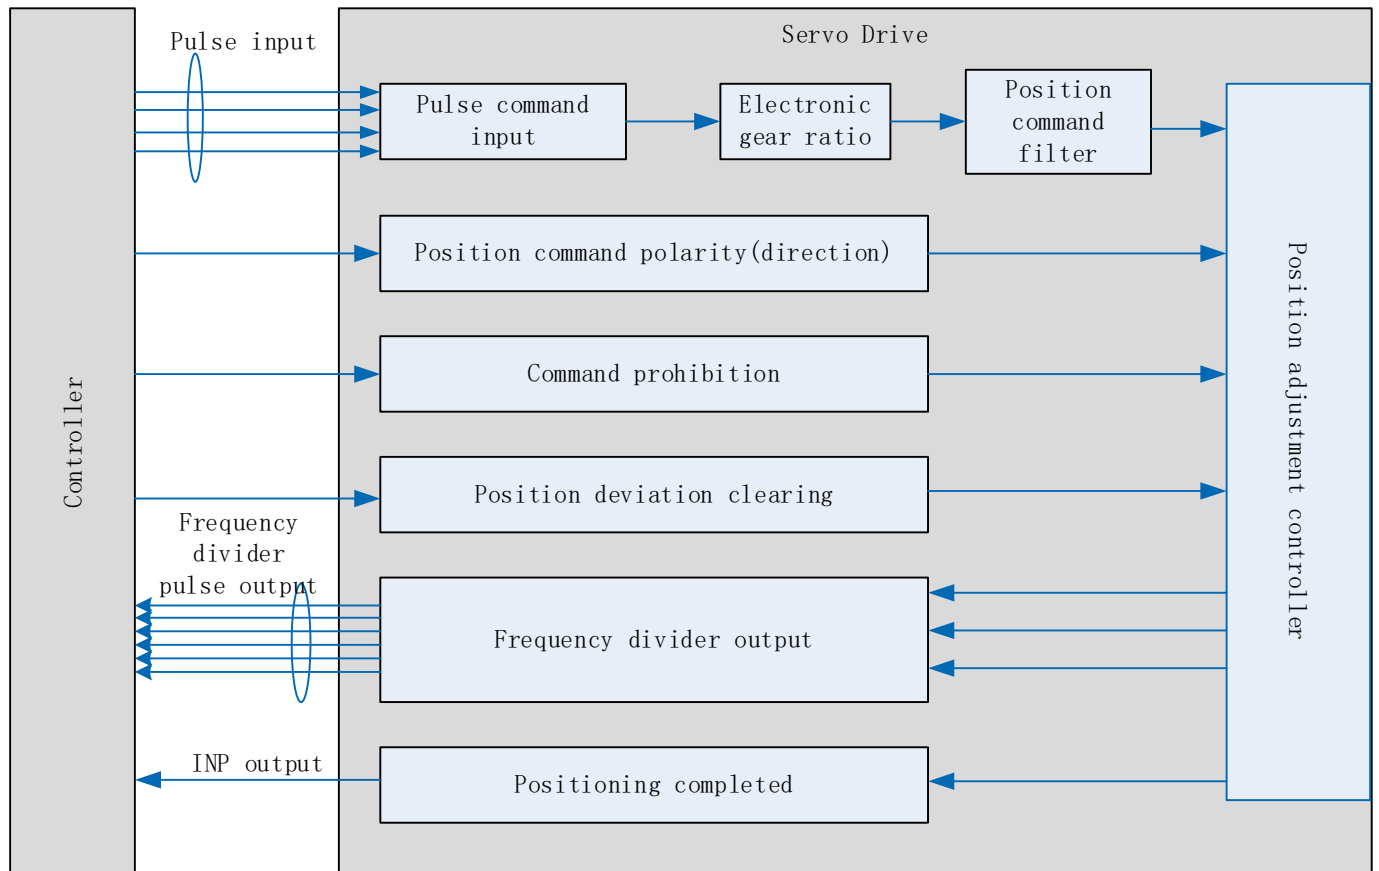 Servo Drive
Pulse input
Pulse command
input
Electronic
gear ratio
Position
command
filter
Position command polarity(direction)
Command prohibition
Position deviation clearing
Controller
Position adjustment controller
Frequency
divider
pulse output
Frequency divider output
INP output
Positioning completed